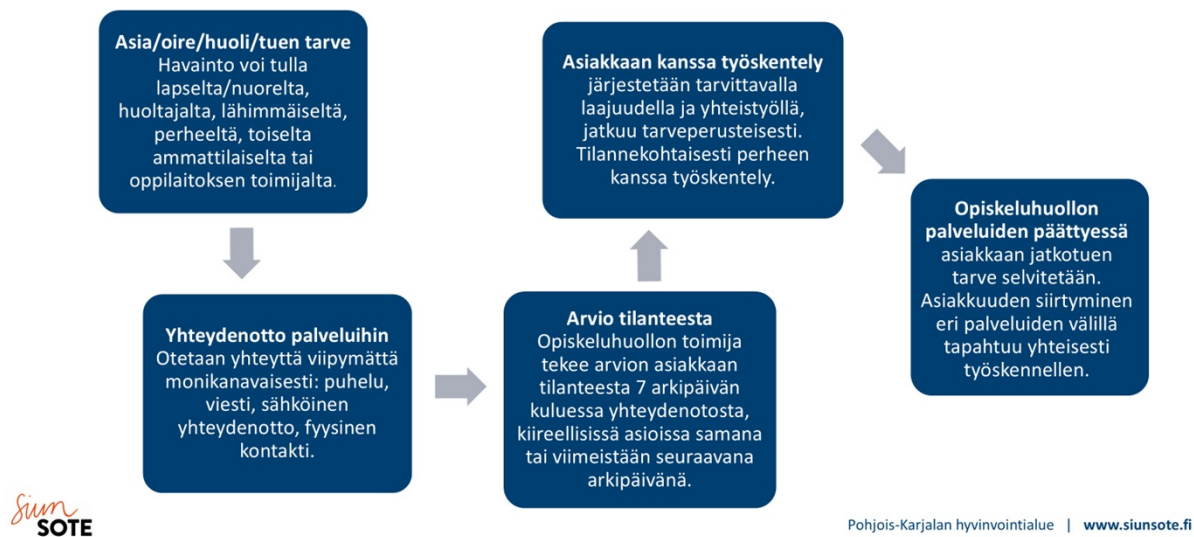 Asia/oire/huoli/tuen tarve
Havainto voi tulla
lapselta/nuorelta,
huoltajalta, lähimmäiseltä,
perheeltä, toiselta
ammattilaiselta tai
oppilaitoksen toimijalta.
Yhteydenotto palveluihin
Otetaan yhteyttä viipymättä
monikanavaisesti: puhelu,
viesti, sähköinen
yhteydenotto, fyysinen
kontakti.
Arvio tilanteesta
Opiskeluhuollon toimija
tekee arvion asiakkaan
tilanteesta 7 arkipäivän
kuluessa yhteydenotosta,
kiireellisissä asioissa samana
tai viimeistään seuraavana
arkipäivänä.
Asiakkaan kanssa työskentely
järjestetään tarvittavalla
laajuudella ja yhteistyöllä,
jatkuu tarveperusteisesti.
Tilannekohtaisesti perheen
kanssa työskentely.
Opiskeluhuollon
palveluiden päättyessä
asiakkaan jatkotuen
tarve selvitetään.
Asiakkuuden siirtyminen
eri palveluiden välillä
tapahtuu yhteisesti
työskennellen.
Siun
SOTE
Pohjois-Karjalan hyvinvointialue | www.siunsote.fi